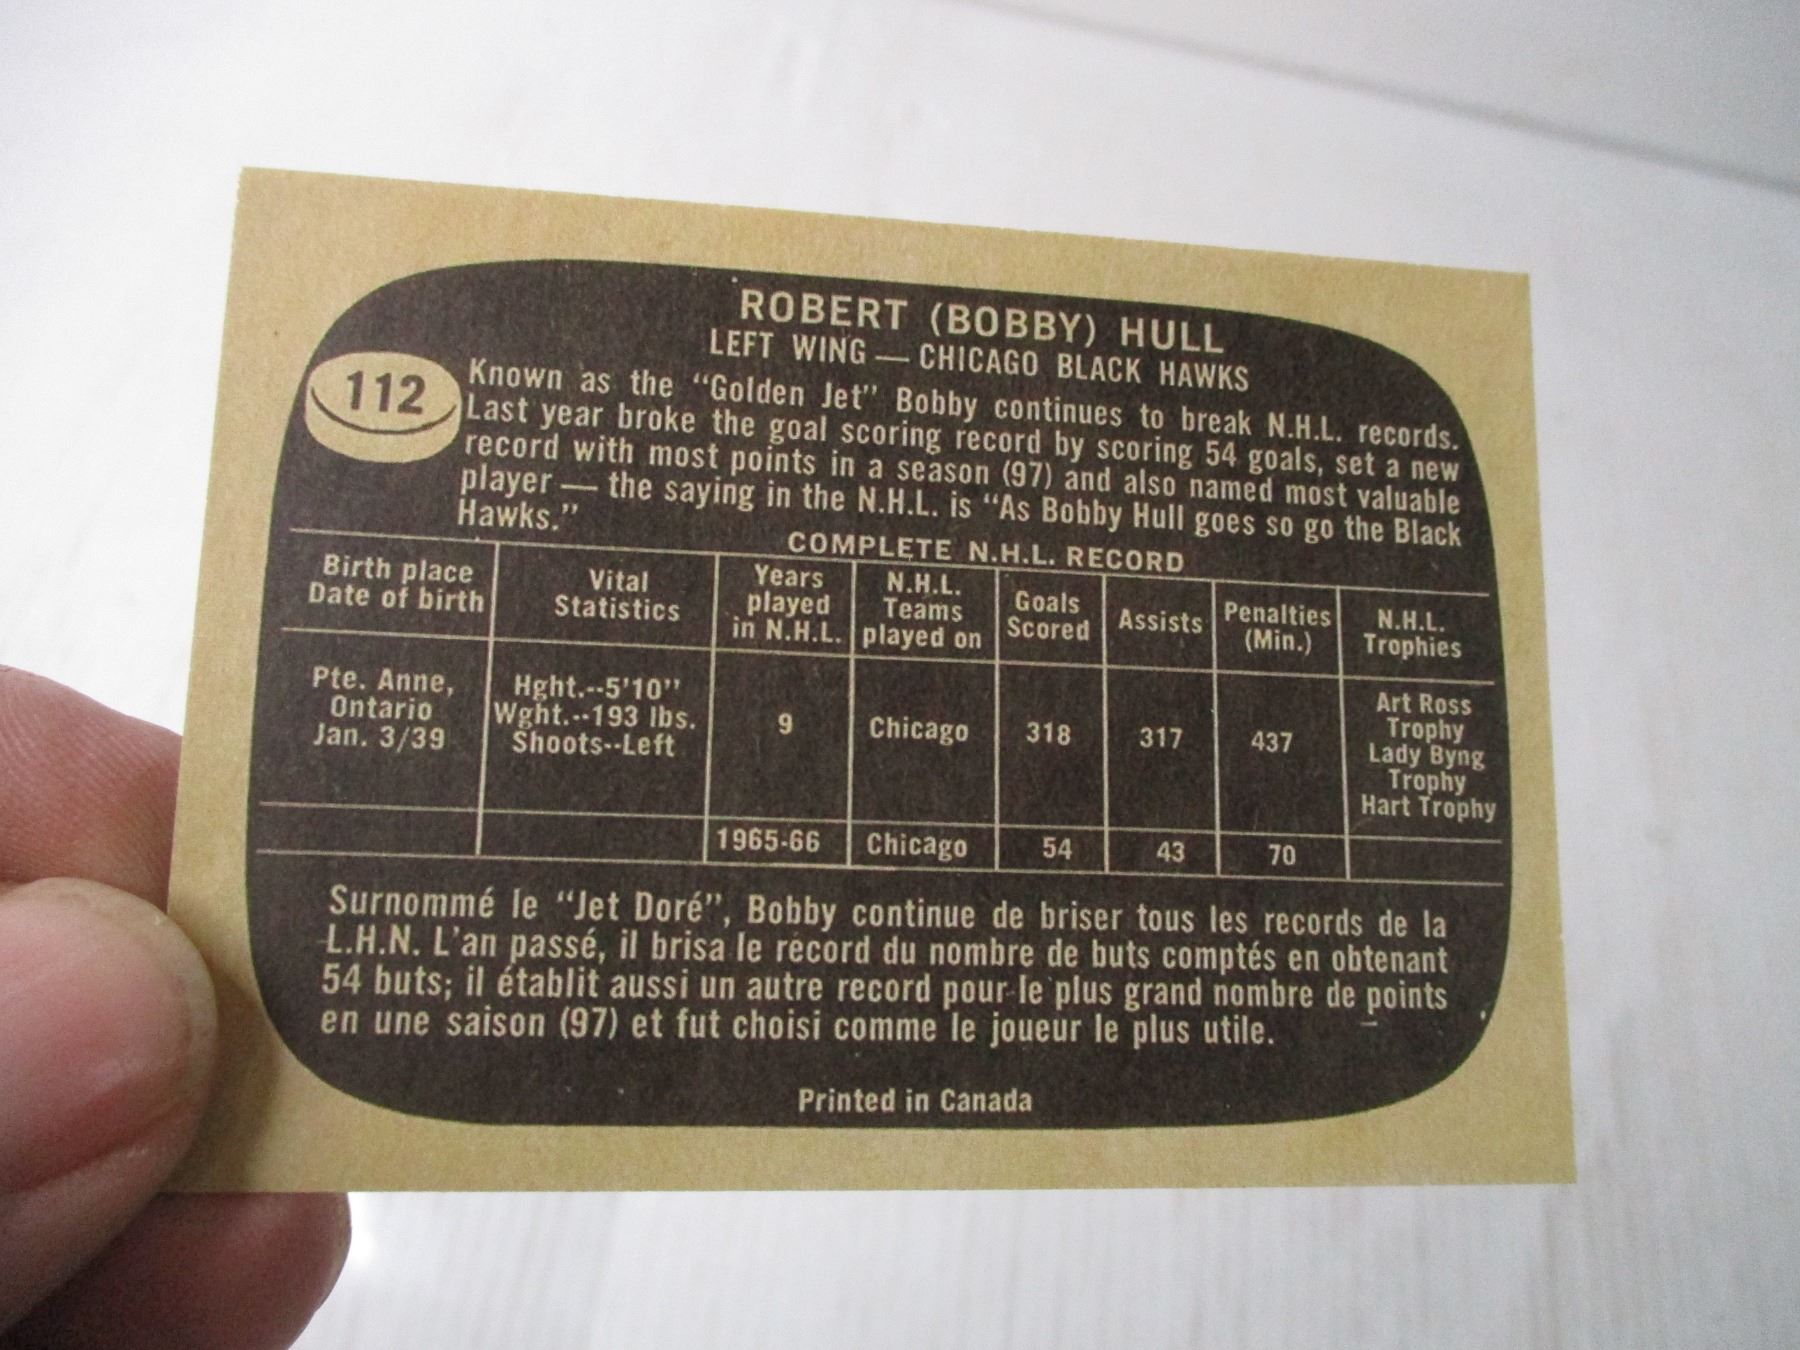 ROBERT (BOBBY) HULL
LEFT WING — CHICAGO BLACK HAWKS
112
Known as the "Golden Jet" Bobby continues to break N.H.L. records.
Last year broke the goal scoring record by scoring 54 goals, set a new
record with most points in a season (97) and also named most valuable
player — the saying in the N.H.L. is "As Bobby Hull goes so go the Black
Hawks."
COMPLETE N.H.L. RECORD
Birth place
Date of birth
Vital
Statistics
Years
played
in N.H.L.
N.H.L.
Teams
played on
Goals
Scored
Assists
Penalties
(Min.)
N.H.L.
Trophies
Pte. Anne,
Ontario
Jan. 3/39
Hght.--5'10"
Wght.--193 lbs.
Shoots--Left
9
Chicago
318
317
437
Art Ross
Trophy
Lady Byng
Trophy
Hart Trophy
1965-66
Chicago
54
43
70
Surnommé le "Jet Doré", Bobby continue de briser tous les records de la
L.H.N. L'an passé, il brisa le récord du nombre de buts comptés en obtenant
54 buts; il établit aussi un autre record pour le plus grand nombre de points
en une saison (97) et fut choisi comme le joueur le plus utile.
Printed in Canada